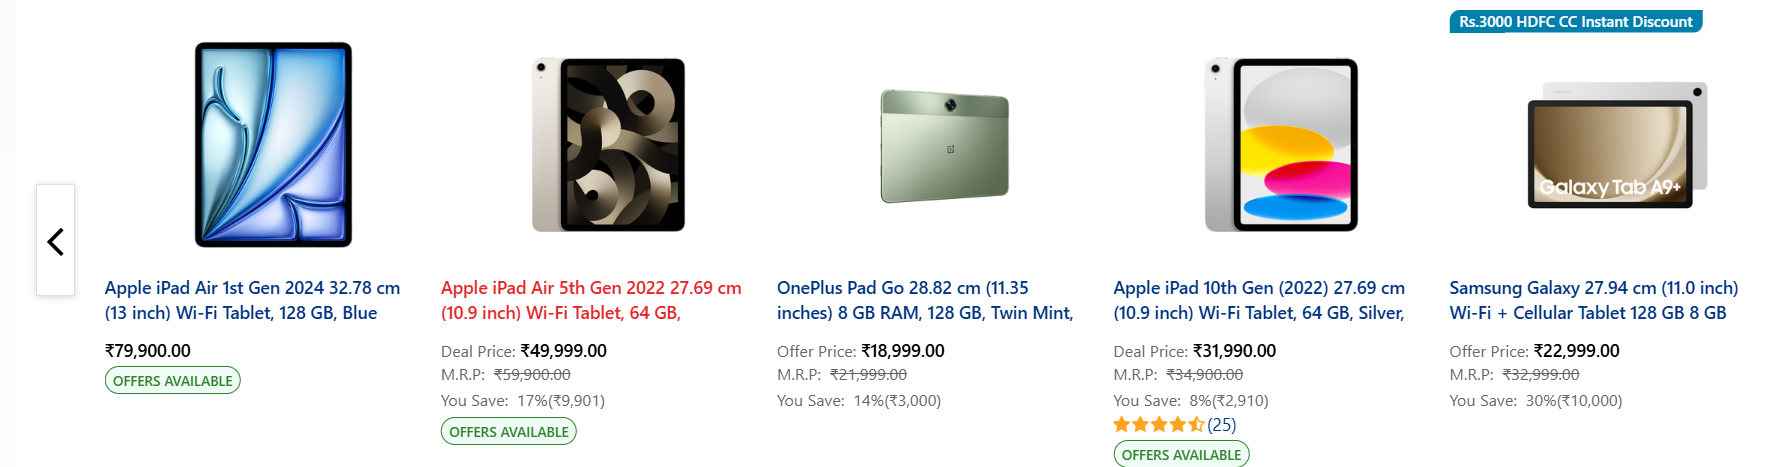 Rs.3000 HDFC CC Instant Discount
Galaxy Tab A9+
Apple iPad Air 1st Gen 2024 32.78 cm
(13 inch) Wi-Fi Tablet, 128 GB, Blue
₹79,900.00
OFFERS AVAILABLE
Apple iPad Air 5th Gen 2022 27.69 cm
(10.9 inch) Wi-Fi Tablet, 64 GB,
Deal Price: ₹49,999.00
M.R.P: ₹59,900.00
You Save: 17%(₹9,901)
OFFERS AVAILABLE
OnePlus Pad Go 28.82 cm (11.35
inches) 8 GB RAM, 128 GB, Twin Mint,
Offer Price: ₹18,999.00
M.R.P: ₹21,999.00
You Save: 14%(₹3,000)
Apple iPad 10th Gen (2022) 27.69 cm
(10.9 inch) Wi-Fi Tablet, 64 GB, Silver,
Deal Price: ₹31,990.00
M.R.P: ₹34,900.00
You Save: 8%(₹2,910)
(25)
OFFERS AVAILABLE
Samsung Galaxy 27.94 cm (11.0 inch)
Wi-Fi + Cellular Tablet 128 GB 8 GB
Offer Price: ₹22,999.00
M.R.P: ₹32,999.00
You Save: 30%(₹10,000)